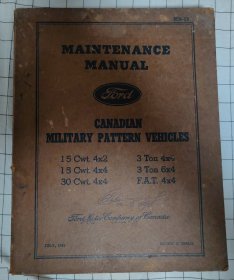 MAINTENANCE
MANUAL
Ford
CANADIAN
MILITARY PATTERN VEHICLES
15 Cwt. 4x2 3 Ton 4x4
15 Cwt. 4x4 3 Ton 6x4
30 Cwt. 4x4 F.A.T. 4x4
Ford Motor Company of Canada